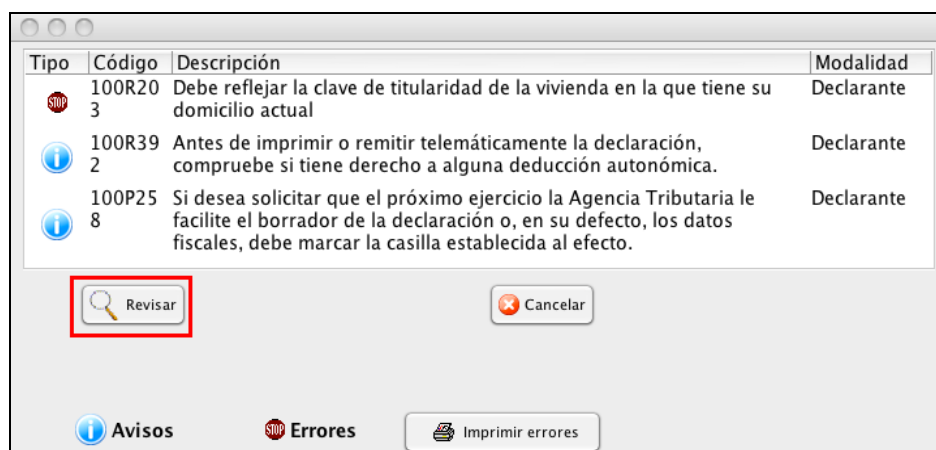 Tipo Código Descripción Modalidad
100R20 Debe reflejar la clave de titularidad de la vivienda en la que tiene su Declarante
STOP 3 domicilio actual
100R39 Antes de imprimir o remitir telemáticamente la declaración, Declarante
2 compruebe si tiene derecho a alguna deducción autonómica.
100P25 Si desea solicitar que el próximo ejercicio la Agencia Tributaria le Declarante
8 facilite el borrador de la declaración o, en su defecto, los datos
fiscales, debe marcar la casilla establecida al efecto.
Revisar Cancelar
Avisos STOP Errores Imprimir errores